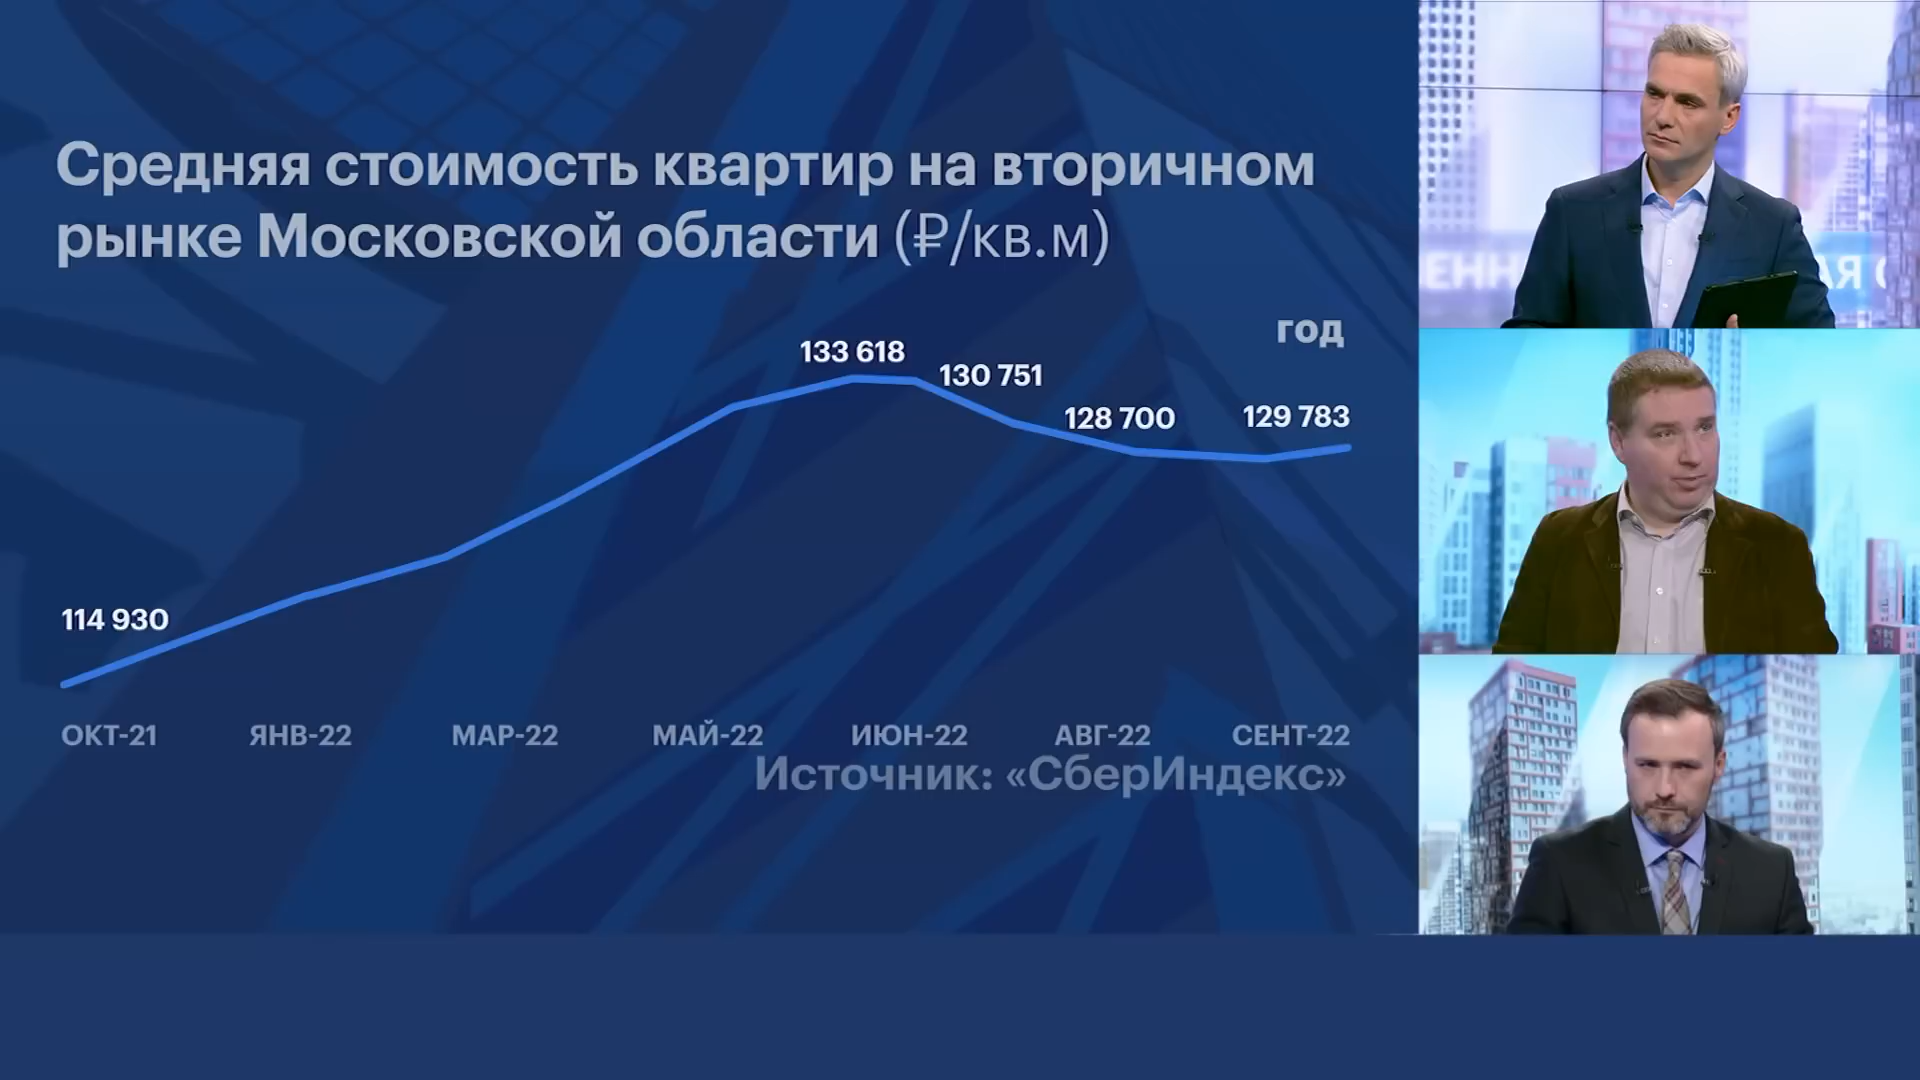 Средняя стоимость квартир на вторичном
рынке Московской области (₽/кв.м)
год
133 618
130 751
128 700
129 783
114 930
ОКТ-21 ЯНВ-22 МАР-22 МАЙ-22 ИЮН-22 АВГ-22 СЕНТ-22
Источник: «СберИндекс»